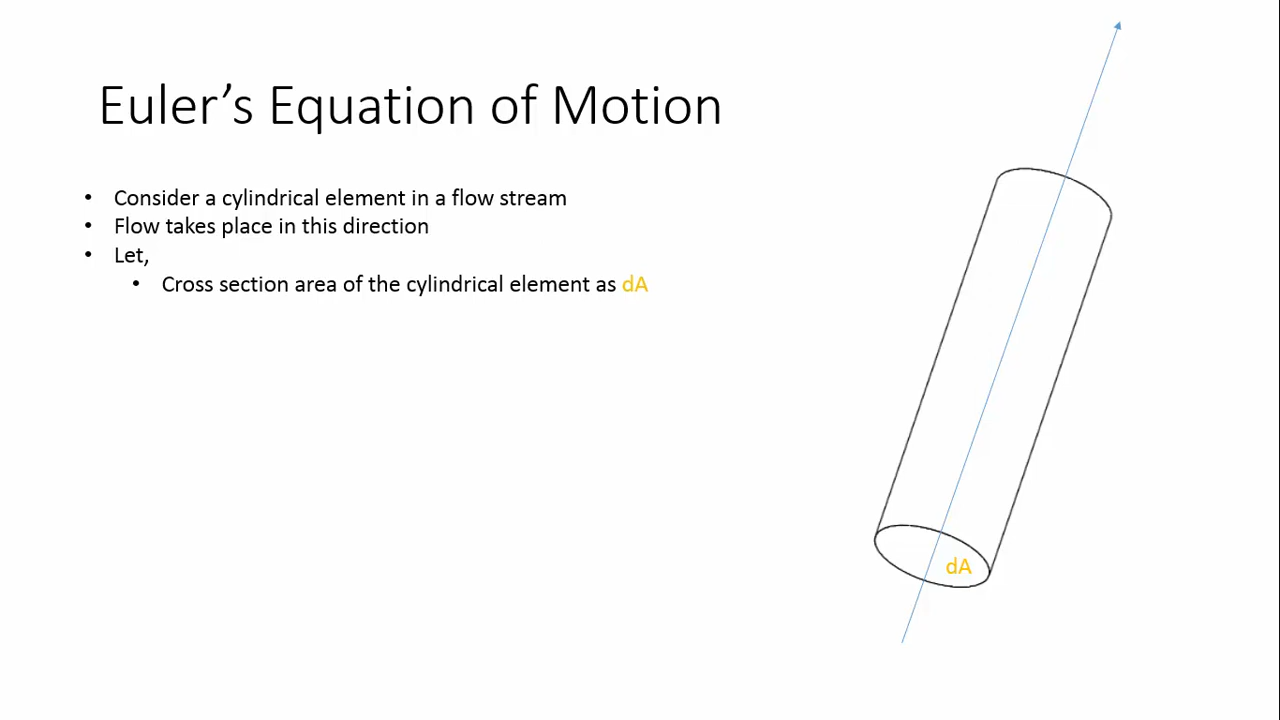 Euler’s Equation of Motion
• Consider a cylindrical element in a flow stream
• Flow takes place in this direction
• Let,
• Cross section area of the cylindrical element as dA
dA